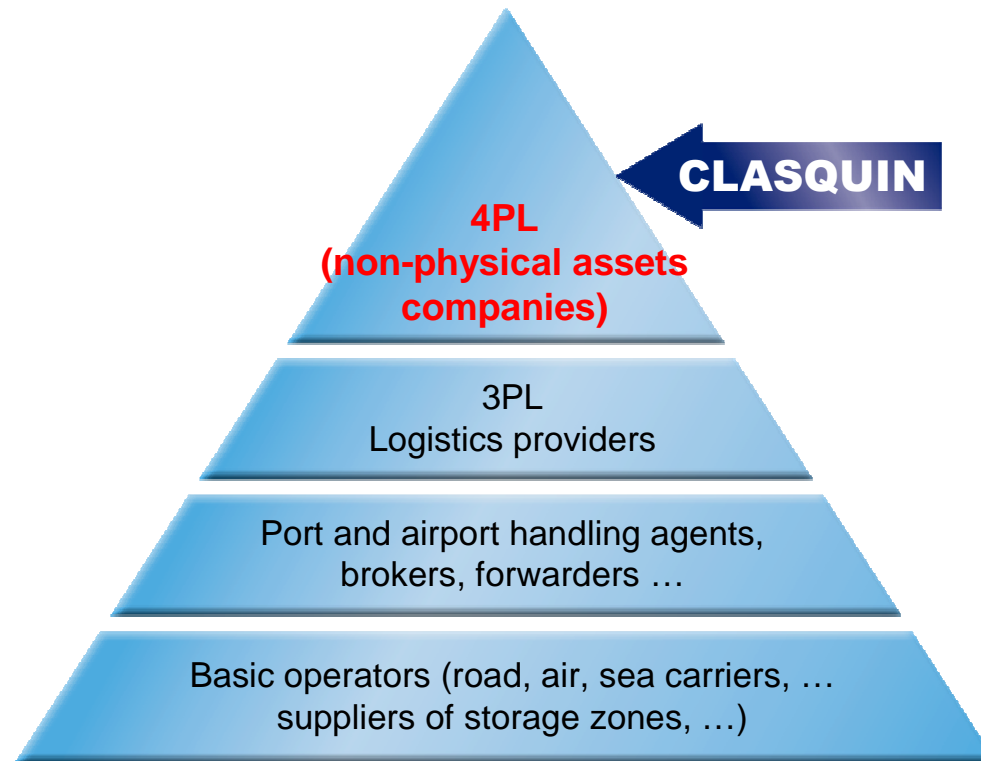 CLASQUIN
4PL
(non-physical assets
companies)
3PL
Logistics providers
Port and airport handling agents,
brokers, forwarders …
Basic operators (road, air, sea carriers, …
suppliers of storage zones, …)